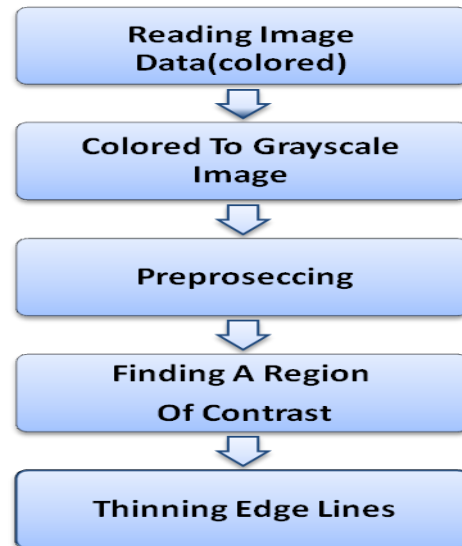 Reading Image
Data(colored)
Colored To Grayscale
Image
Preproseccing
Finding A Region
Of Contrast
Thinning Edge Lines